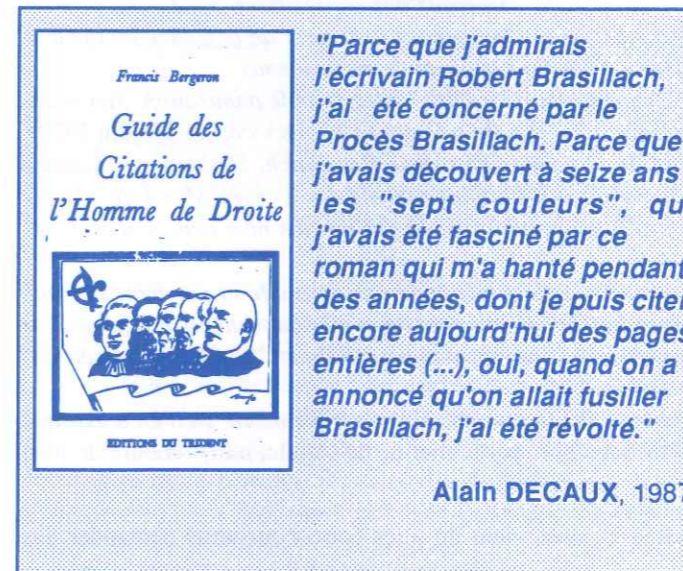 Francis Bergeron
Guide des
Citations de
l'Homme de Droite
EDITIONS DU TRIDENT
"Parce que j'admirais
l'écrivain Robert Brasillach,
j'ai été concerné par le
Procès Brasillach. Parce que
j'avais découvert à seize ans
les "sept couleurs", qu
j'avais été fasciné par ce
roman qui m'a hanté pendant
des années, dont je puis citer
encore aujourd'hui des pages
entières (...), oui, quand on a
annoncé qu'on allait fusiller
Brasillach, j'ai été révolté."
Alain DECAUX, 1987